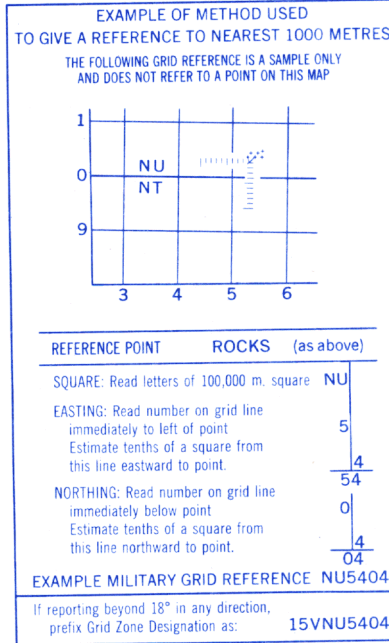 EXAMPLE OF METHOD USED
TO GIVE A REFERENCE TO NEAREST 1000 METRES
THE FOLLOWING GRID REFERENCE IS A SAMPLE ONLY
AND DOES NOT REFER TO A POINT ON THIS MAP
1
NU
0
NT
9
3 4 5 6
REFERENCE POINT ROCKS (as above)
SQUARE: Read letters of 100,000 m. square NU
EASTING: Read number on grid line
immediately to left of point 5
Estimate tenths of a square from
this line eastward to point. 4
54
NORTHING: Read number on grid line
immediately below point 0
Estimate tenths of a square from
this line northward to point. 4
04
EXAMPLE MILITARY GRID REFERENCE NU5404
If reporting beyond 18° in any direction,
prefix Grid Zone Designation as: 15VNU5404